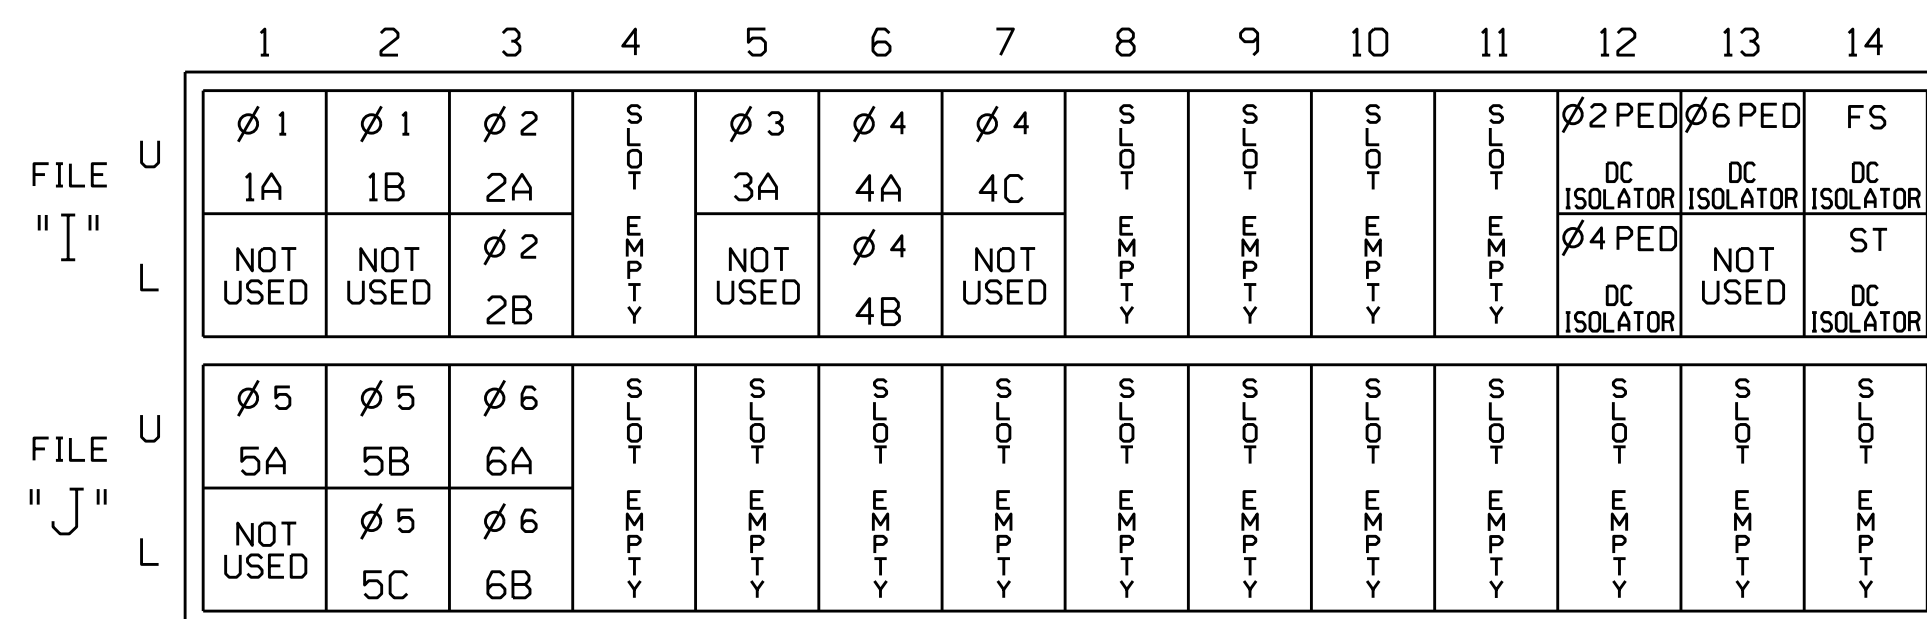 1 2 3 4 5 6 7 8 9 10 11 12 13 14
FILE "I"
U
Ø 1 Ø 1 Ø 2 SLOT EMPTY Ø 3 Ø 4 Ø 4 SLOT EMPTY SLOT EMPTY SLOT EMPTY SLOT EMPTY Ø2 PED Ø6 PED FS
1A 1B 2A 3A 4A 4C DC ISOLATOR DC ISOLATOR DC ISOLATOR
L
NOT USED NOT USED Ø 2 NOT USED Ø 4 NOT USED Ø4 PED NOT USED ST
2B 4B DC ISOLATOR DC ISOLATOR
FILE "J"
U
Ø 5 Ø 5 Ø 6 SLOT EMPTY SLOT EMPTY SLOT EMPTY SLOT EMPTY SLOT EMPTY SLOT EMPTY SLOT EMPTY SLOT EMPTY SLOT EMPTY SLOT EMPTY SLOT EMPTY
5A 5B 6A
L
NOT USED Ø 5 Ø 6
5C 6B